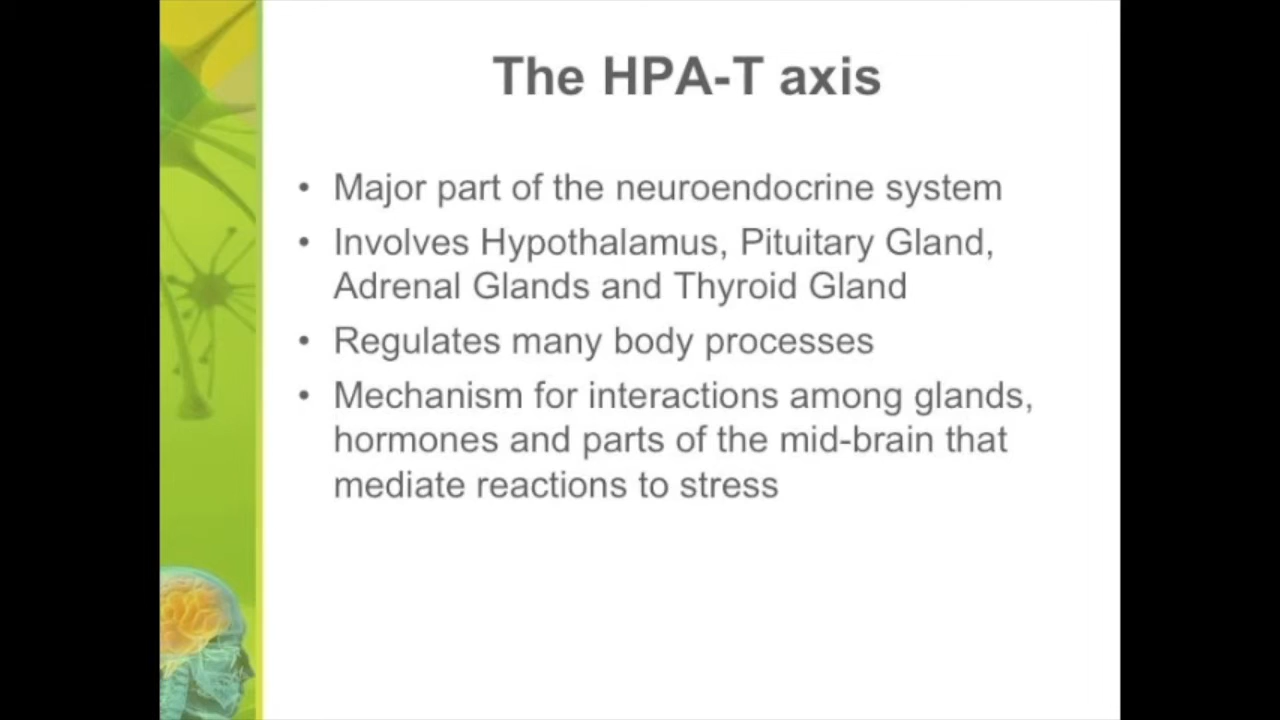 The HPA-T axis
• Major part of the neuroendocrine system
• Involves Hypothalamus, Pituitary Gland,
Adrenal Glands and Thyroid Gland
• Regulates many body processes
• Mechanism for interactions among glands,
hormones and parts of the mid-brain that
mediate reactions to stress